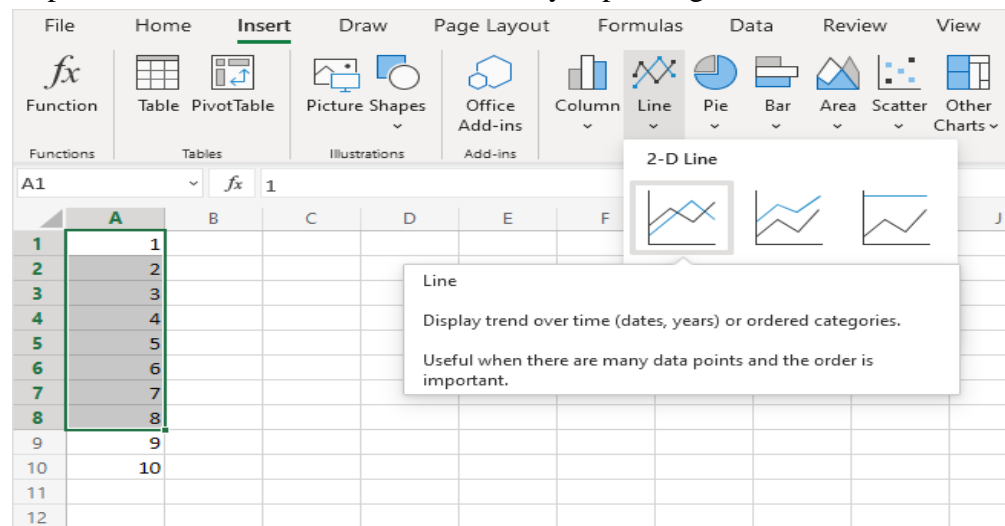 File Home Insert Draw Page Layout Formulas Data Review View
fx
Function Table PivotTable Picture Shapes Office Add-ins Column Line Pie Bar Area Scatter Other Charts
Functions Tables Illustrations Add-ins
2-D Line
A1 fx 1
A B C D E F J
1 1
2 2
3 3
4 4
5 5
6 6
7 7
8 8
9 9
10 10
11
12
Line
Display trend over time (dates, years) or ordered categories.
Useful when there are many data points and the order is
important.